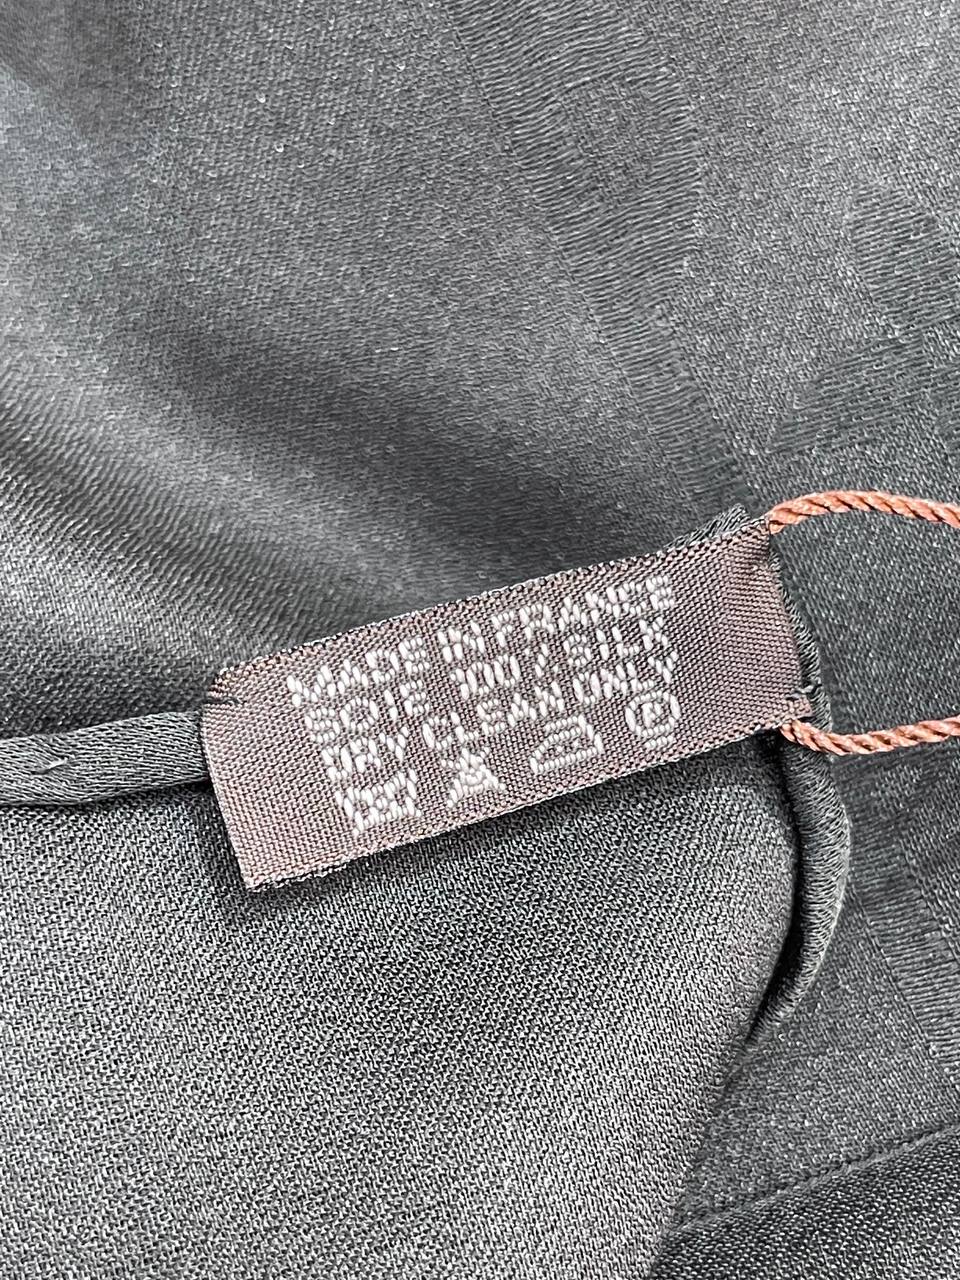 MADE IN FRANCE
SOIE 100% SILK
DRY CLEAN ONLY
P